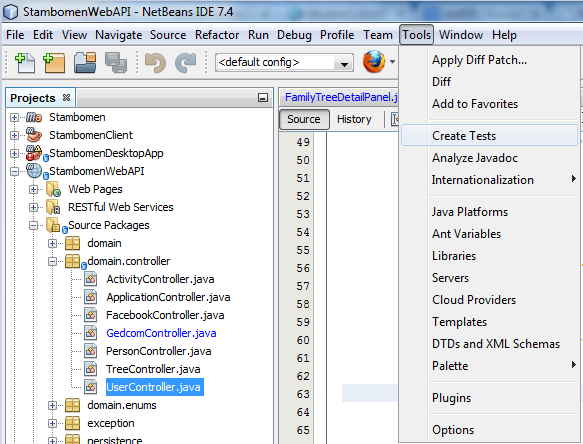 StambomenWebAPI - NetBeans IDE 7.4
File Edit View Navigate Source Refactor Run Debug Profile Team Tools Window Help
<default config>
Projects
Stambomen
StambomenClient
StambomenDesktopApp
StambomenWebAPI
Web Pages
RESTful Web Services
Source Packages
domain
domain.controller
ActivityController.java
ApplicationController.java
FacebookController.java
GedcomController.java
PersonController.java
TreeController.java
UserController.java
domain.enums
exception
persistence
FamilyTreeDetailPanel.j
Source History
49
50
51
52
53
54
55
56
57
58
59
60
61
62
63
64
65
Apply Diff Patch...
Diff
Add to Favorites
Create Tests
Analyze Javadoc
Internationalization
Java Platforms
Ant Variables
Libraries
Servers
Cloud Providers
Templates
DTDs and XML Schemas
Palette
Plugins
Options